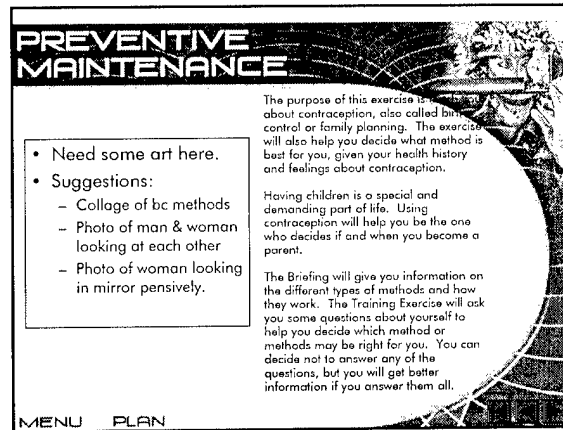 PREVENTIVE
MAINTENANCE
• Need some art here.
• Suggestions:
– Collage of bc methods
– Photo of man & woman
looking at each other
– Photo of woman looking
in mirror pensively.
The purpose of this exercise is
about contraception, also called
control or family planning. The exercise
will also help you decide what method is
best for you, given your health history
and feelings about contraception.
Having children is a special and
demanding part of life. Using
contraception will help you be the one
who decides if and when you become a
parent.
The Briefing will give you information on
the different types of methods and how
they work. The Training Exercise will ask
you some questions about yourself to
help you decide which method or
methods may be right for you. You can
decide not to answer any of the
questions, but you will get better
information if you answer them all.
MENU PLAN